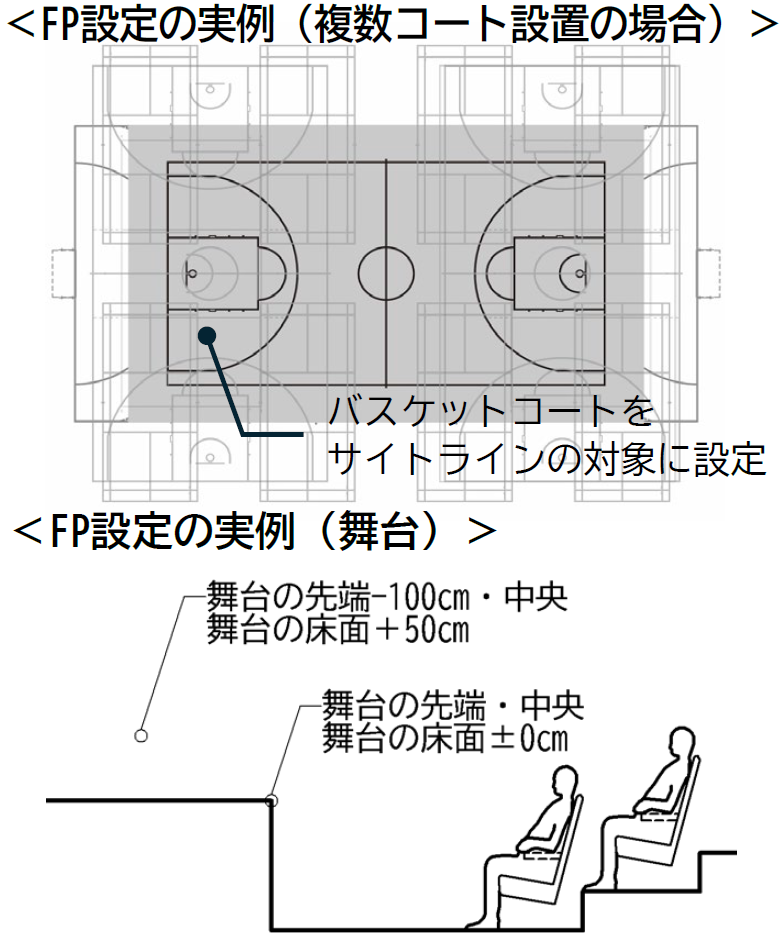 ＜FP設定の実例（複数コート設置の場合）＞
バスケットコートを
サイトラインの対象に設定
＜FP設定の実例（舞台）＞
舞台の先端−100cm・中央
舞台の床面＋50cm
舞台の先端・中央
舞台の床面±0cm